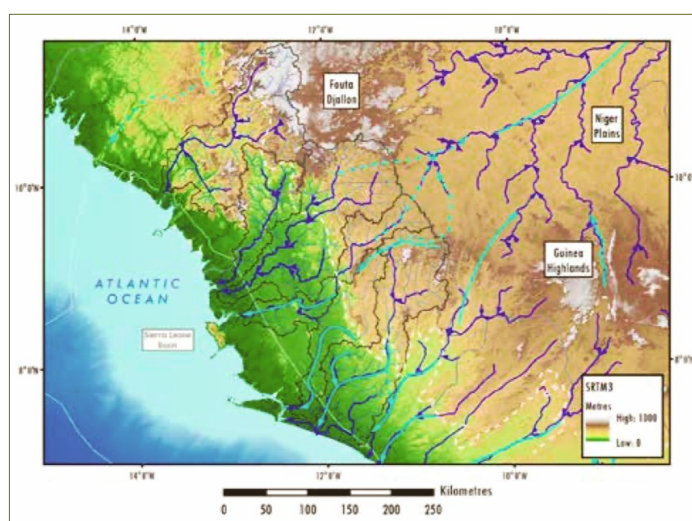 14°0'W
12°0'W
10°0'W
Fouta
Djallon
Niger
Plains
10°0'N
10°0'N
Guinea
Highlands
ATLANTIC
OCEAN
Sierra Leone
Basin
8°0'N
8°0'N
SRTM3
Metres
High: 1300
Low: 0
14°0'W
12°0'W
10°0'W
Kilometres
0 50 100 150 200 250